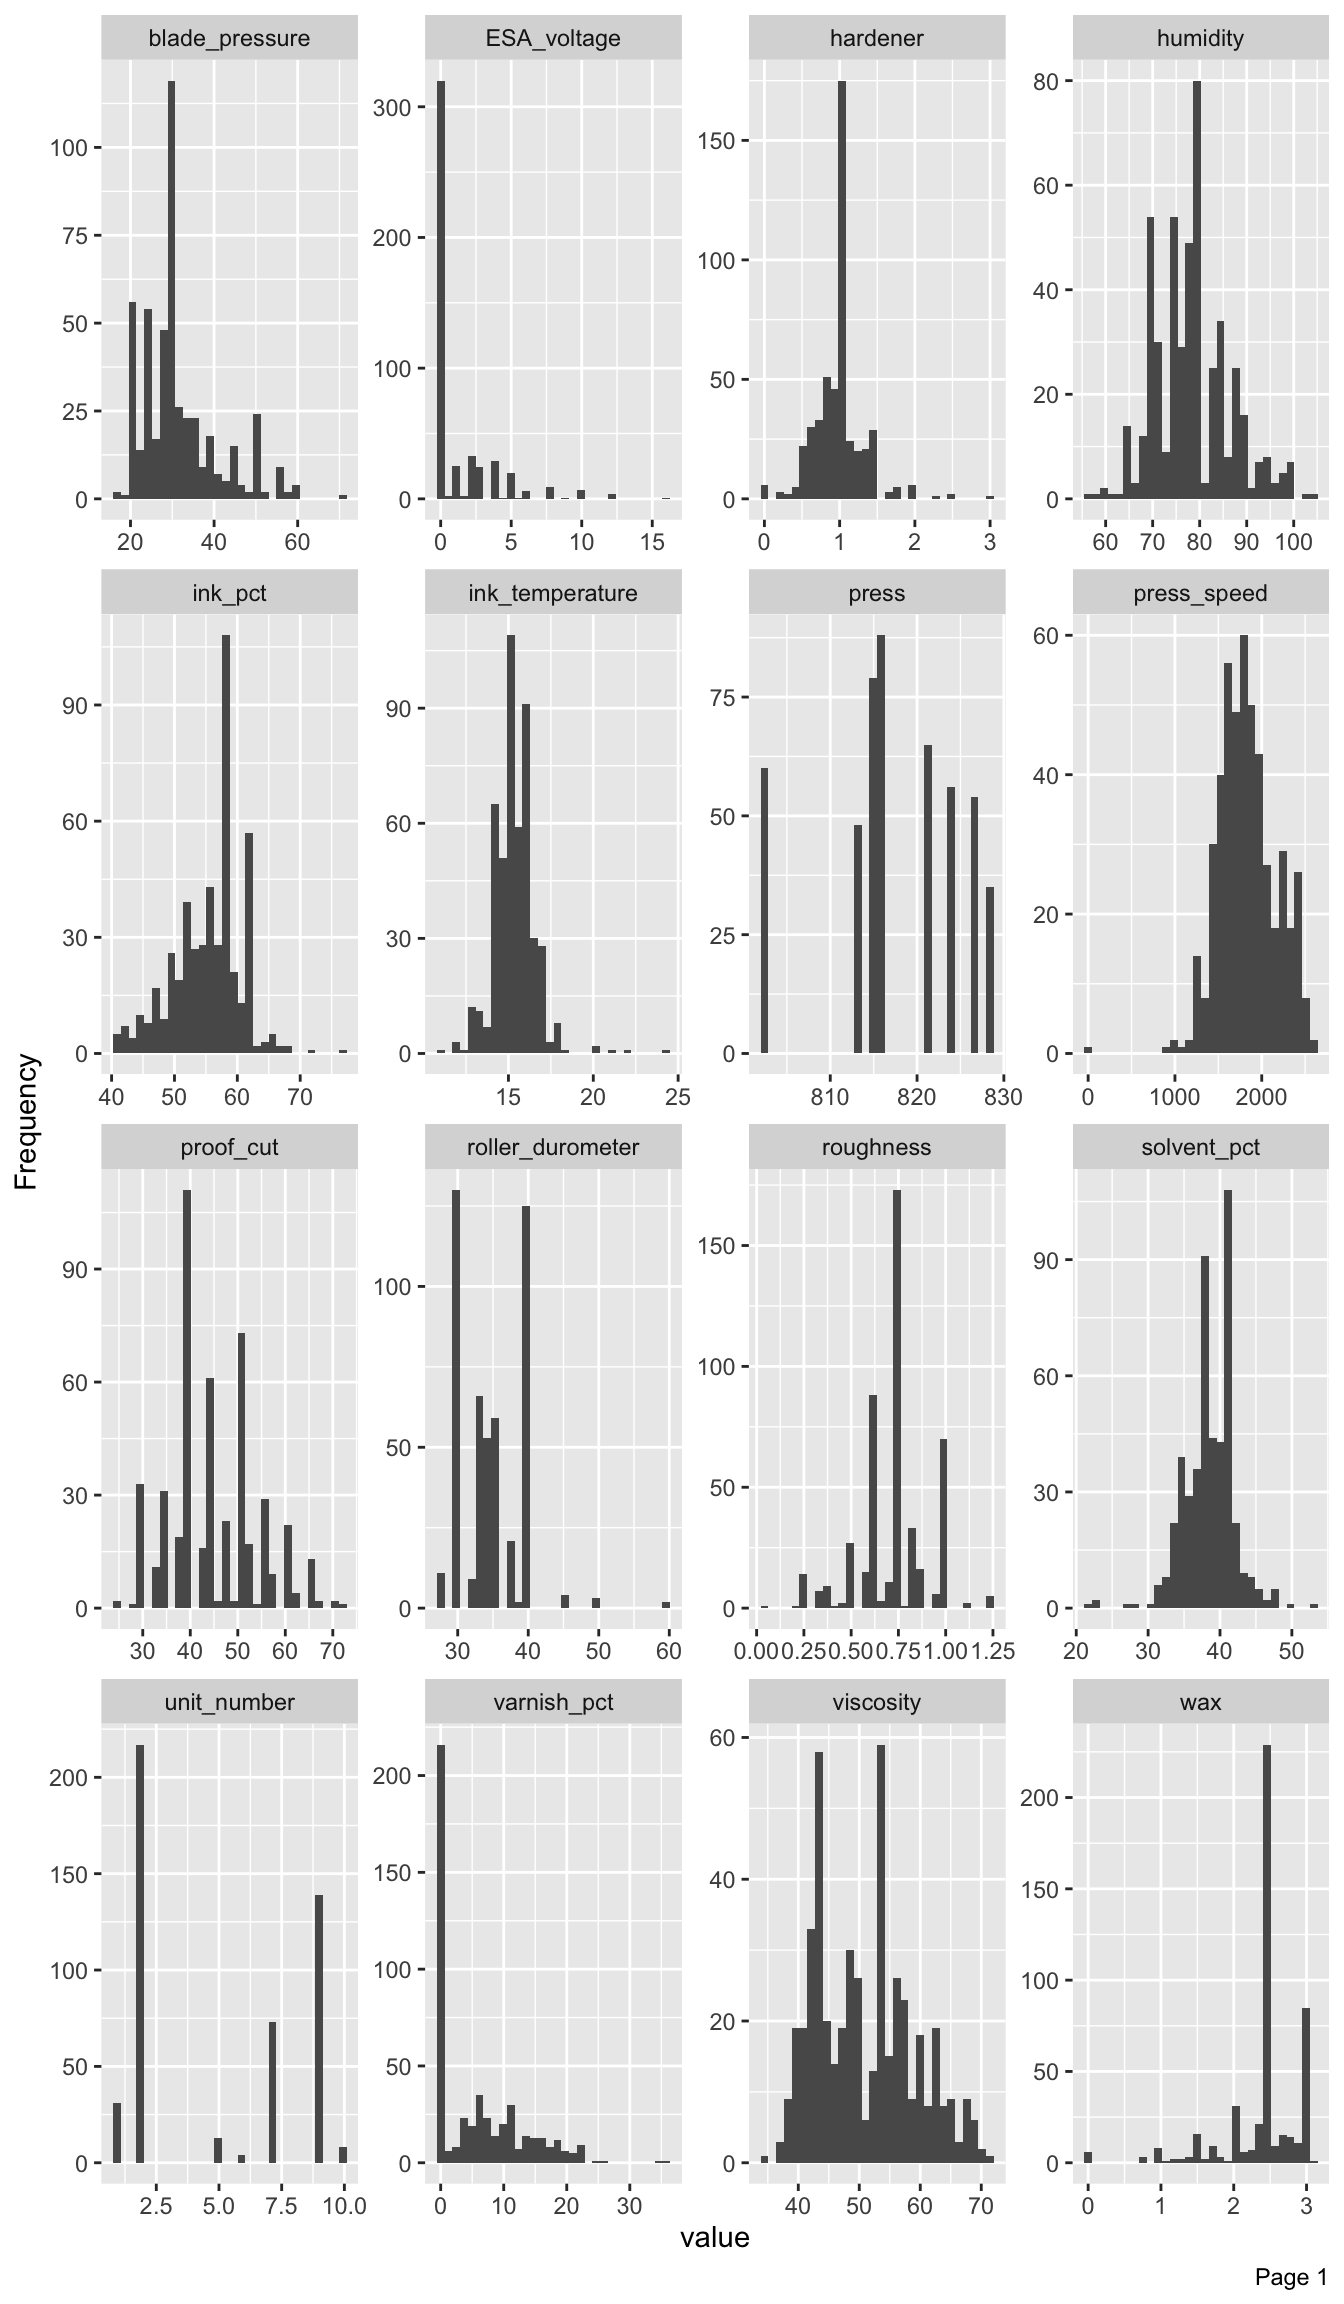 blade_pressure ESA_voltage hardener humidity
100
75
50
25
0
300
200
100
0
150
100
50
0
80
60
40
20
0
20 40 60
0 5 10 15
0 1 2 3
60 70 80 90 100
ink_pct ink_temperature press press_speed
90
60
30
0
90
60
30
0
75
50
25
0
60
40
20
0
40 50 60 70
15 20 25
810 820 830
0 1000 2000
Frequency
proof_cut roller_durometer roughness solvent_pct
90
60
30
0
100
50
0
150
100
50
0
90
60
30
0
30 40 50 60 70
30 40 50 60
0.00 0.25 0.50 0.75 1.00 1.25
20 30 40 50
unit_number varnish_pct viscosity wax
200
150
100
50
0
200
150
100
50
0
60
40
20
0
200
150
100
50
0
2.5 5.0 7.5 10.0
0 10 20 30
40 50 60 70
0 1 2 3
value
Page 1